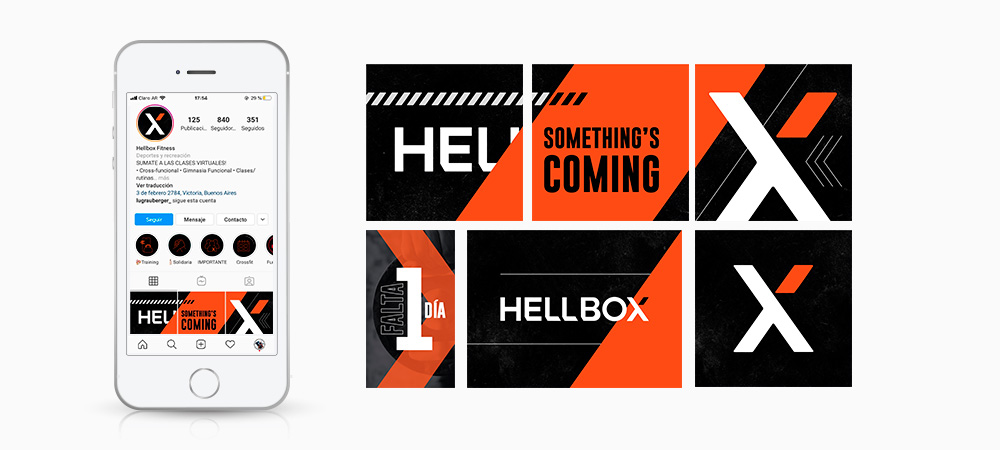 Claro AR
17:54
29 %
125
840
351
Publicaci...
Seguidor...
Seguidos
Hellbox Fitness
Deportes y recreación
SUMATE A LAS CLASES VIRTUALES!
• Cross-funcional • Gimnasia Funcional • Clases/
rutinas... más
Ver traducción
3 de febrero 2784, Victoria, Buenos Aires
lugrauberger_ sigue esta cuenta
Seguir
Mensaje
Contacto
Training
Solidaria
IMPORTANTE
Crossfit
Fu
HEL
SOMETHING'S
COMING
X
HELL
SOMETHING'S
COMING
X
FALTA
1
DÍA
HELLBOX
X